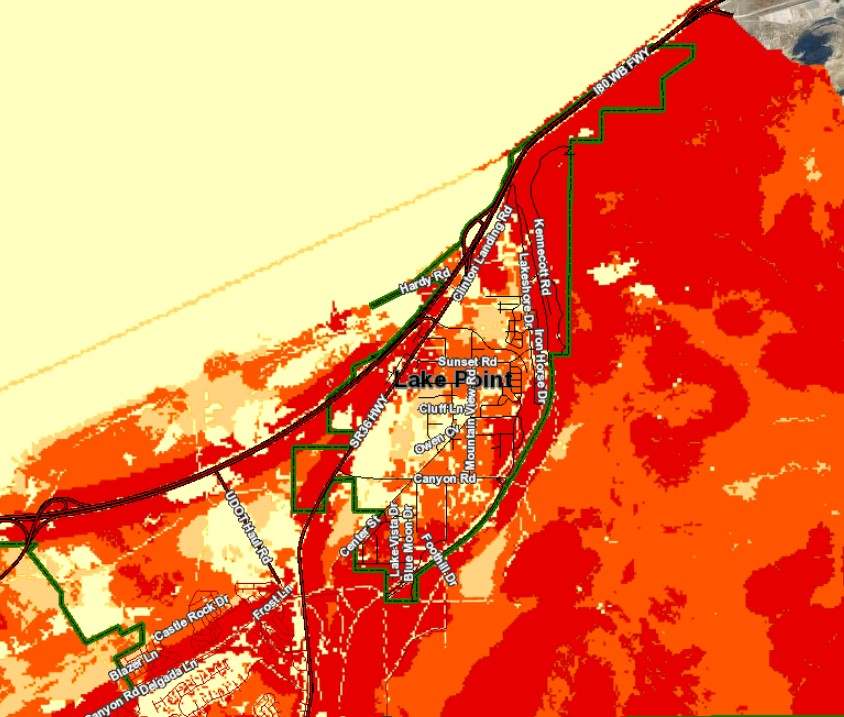 I80 WB FWY
Clinton Landing Rd
Kennecott Rd
Lakeshore Dr
Hardy Rd
Iron Horse Dr
Sunset Rd
Lake Point
SR36 HWY
Cluff Ln
Mountain View Rd
Owen Cv
Canyon Rd
UDOT Haul Rd
Center St
Lake Vista Dr
Blue Moon Dr
Foothill Dr
Castle Rock Dr
Frost Ln
Blazer Ln
Delgada Ln
Canyon Rd